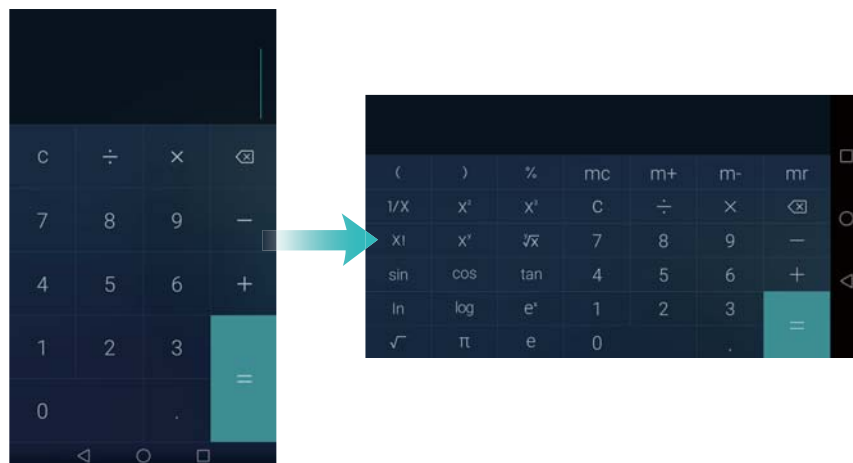 C ÷ ×
7 8 9 −
4 5 6 +
1 2 3
=
0 .
( ) % mc m+ m- mr
1/X X² X³ C ÷ ×
X! Xʸ ʸ√x 7 8 9 −
sin cos tan 4 5 6 +
ln log eˣ 1 2 3
=
√ π e 0 .